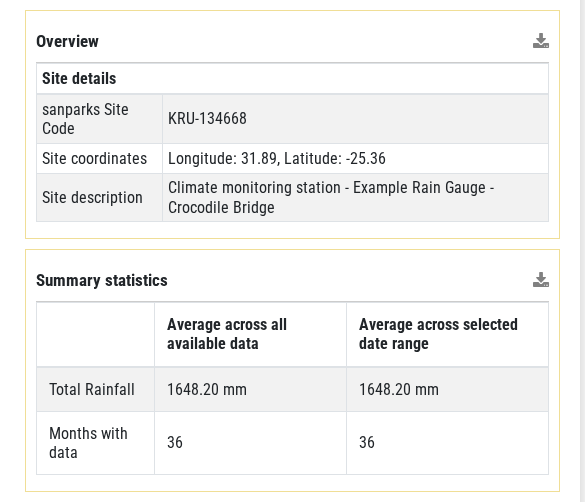 Overview
Site details
sanparks Site
Code
KRU-134668
Site coordinates
Longitude: 31.89, Latitude: -25.36
Site description
Climate monitoring station - Example Rain Gauge -
Crocodile Bridge
Summary statistics
Average across all
available data
Average across selected
date range
Total Rainfall
1648.20 mm
1648.20 mm
Months with
data
36
36